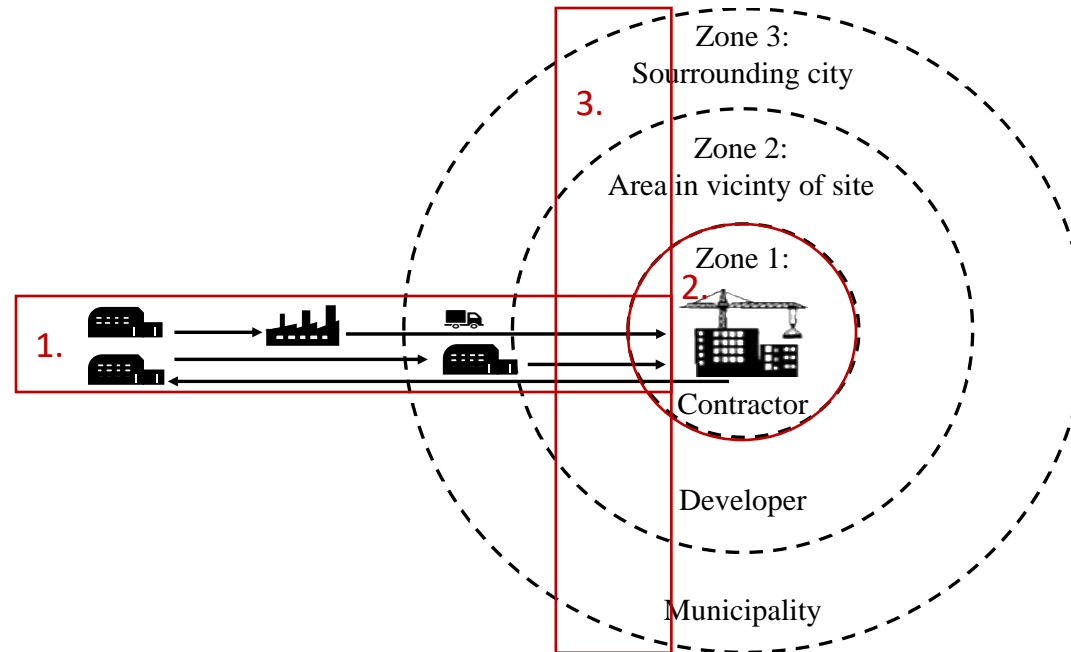 Zone 3:
Sourrounding city
3.
Zone 2:
Area in vicinty of site
Zone 1:
2.
1.
Contractor
Developer
Municipality